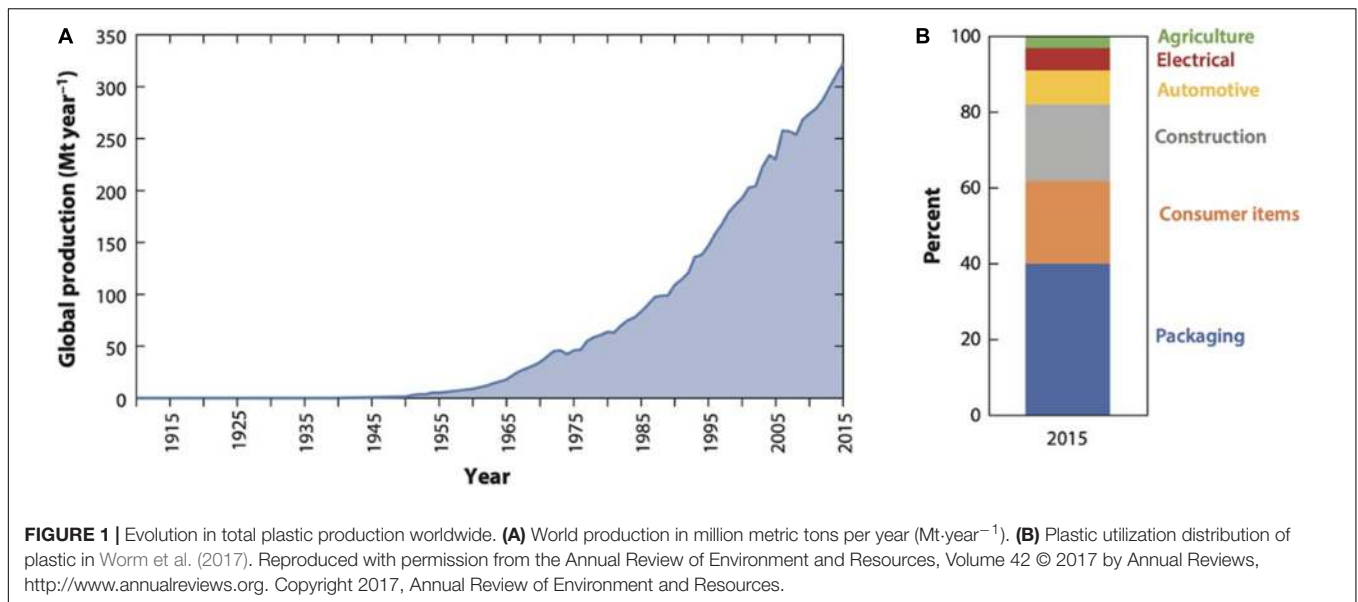 A
Global production (Mt year−1)
350
300
250
200
150
100
50
0
1915
1925
1935
1945
1955
1965
1975
1985
1995
2005
2015
Year
B
Percent
100
80
60
40
20
0
2015
Agriculture
Electrical
Automotive
Construction
Consumer items
Packaging
FIGURE 1 | Evolution in total plastic production worldwide. (A) World production in million metric tons per year (Mt·year−1). (B) Plastic utilization distribution of
plastic in Worm et al. (2017). Reproduced with permission from the Annual Review of Environment and Resources, Volume 42 © 2017 by Annual Reviews,
http://www.annualreviews.org. Copyright 2017, Annual Review of Environment and Resources.